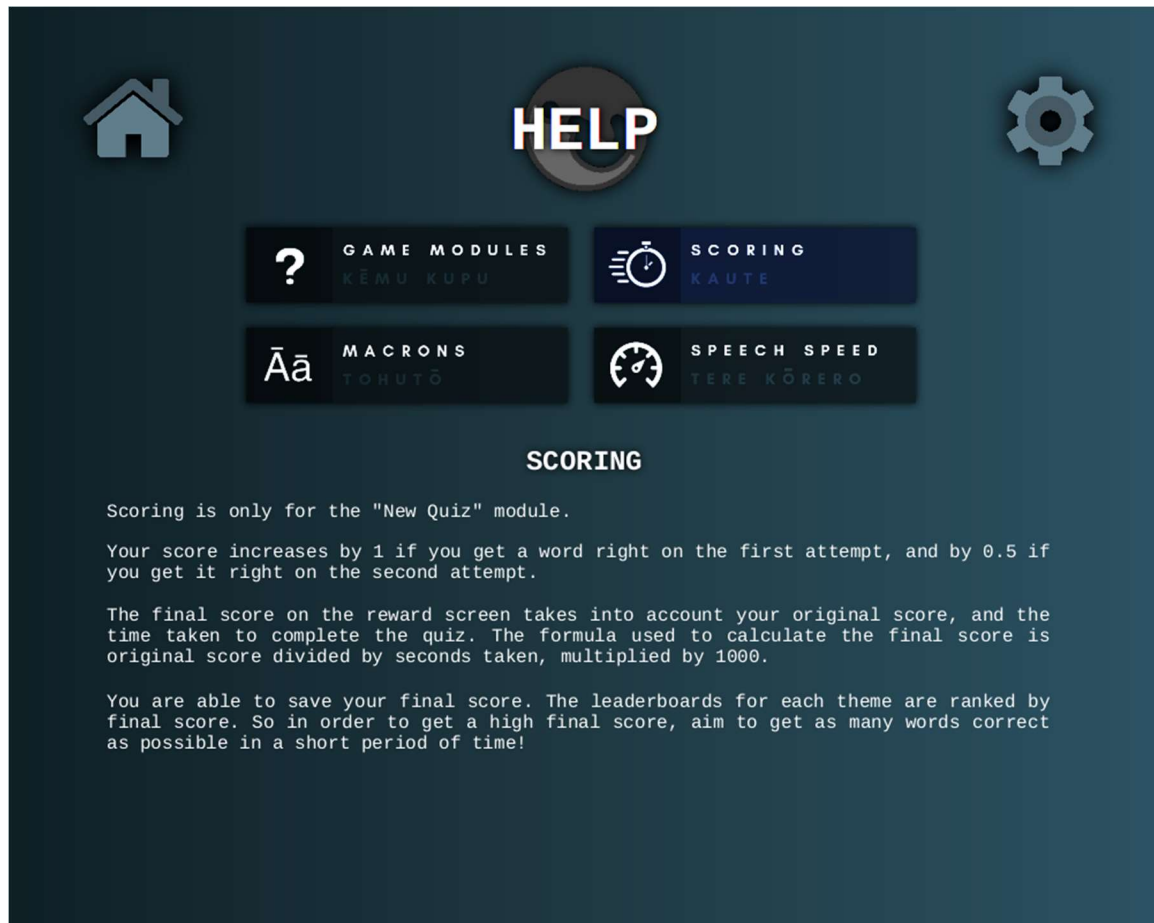 HELP
GAME MODULES
KĒMU KUPU
SCORING
KAUTE
Āā MACRONS
TOHUTŌ
SPEECH SPEED
TERE KŌRERO
SCORING
Scoring is only for the "New Quiz" module.
Your score increases by 1 if you get a word right on the first attempt, and by 0.5 if
you get it right on the second attempt.
The final score on the reward screen takes into account your original score, and the
time taken to complete the quiz. The formula used to calculate the final score is
original score divided by seconds taken, multiplied by 1000.
You are able to save your final score. The leaderboards for each theme are ranked by
final score. So in order to get a high final score, aim to get as many words correct
as possible in a short period of time!